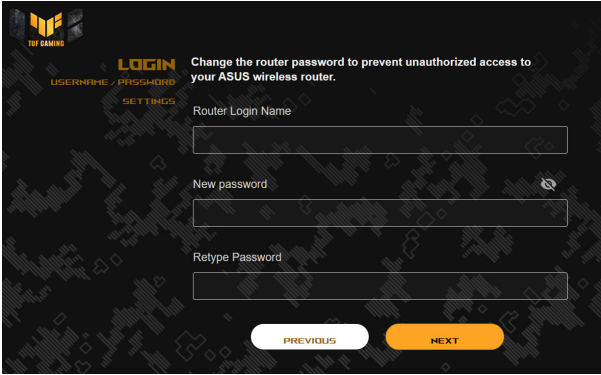 TUF GAMING
LOGIN
USERNAME / PASSWORD
SETTINGS
Change the router password to prevent unauthorized access to
your ASUS wireless router.
Router Login Name
New password
Retype Password
PREVIOUS
NEXT